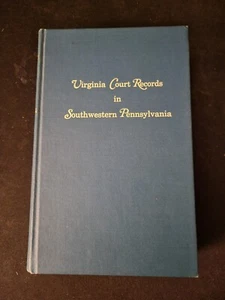 Virginia Court Records
in
Southwestern Pennsylvania